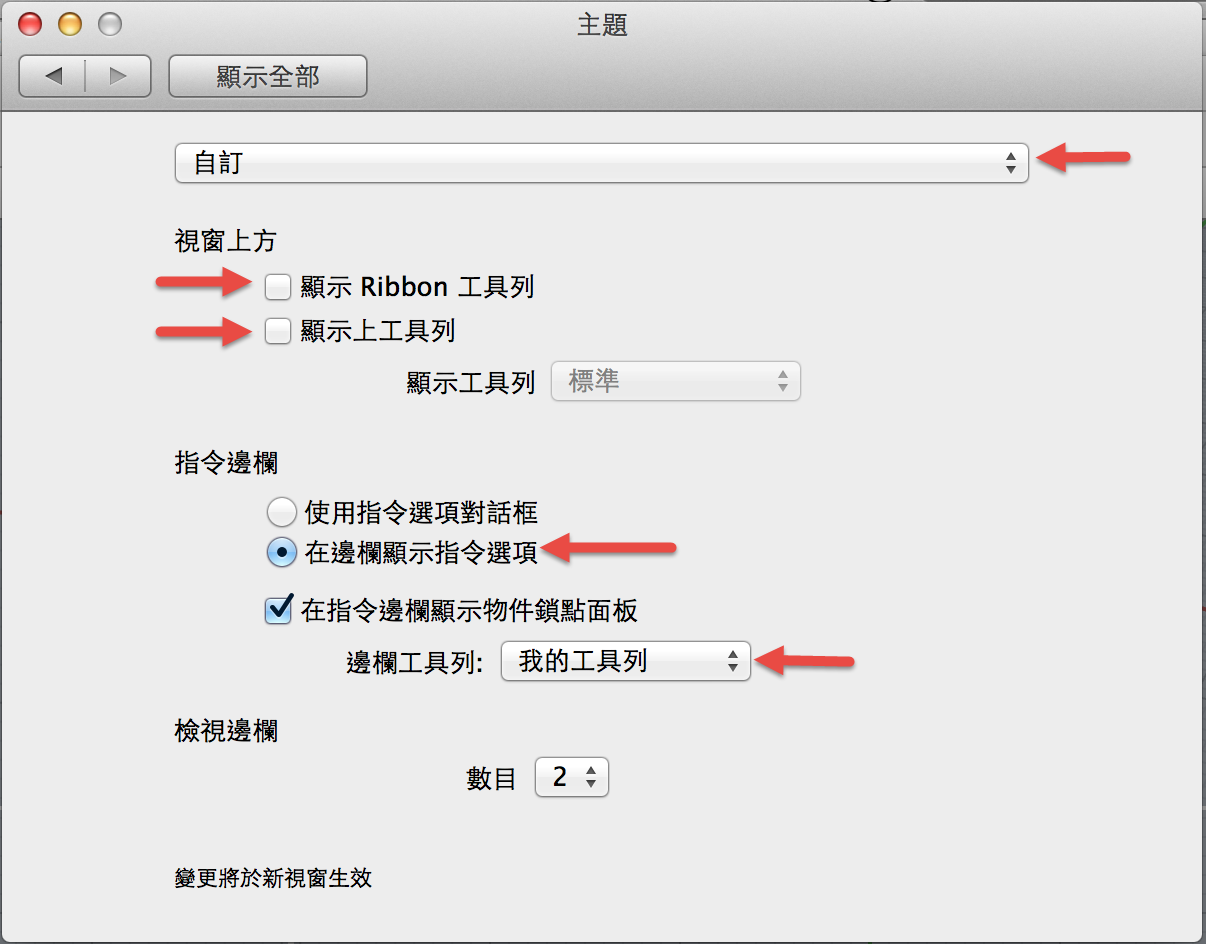 主題
顯示全部
自訂
視窗上方
顯示 Ribbon 工具列
顯示上工具列
顯示工具列 標準
指令邊欄
使用指令選項對話框
在邊欄顯示指令選項
在指令邊欄顯示物件鎖點面板
邊欄工具列: 我的工具列
檢視邊欄
數目 2
變更將於新視窗生效